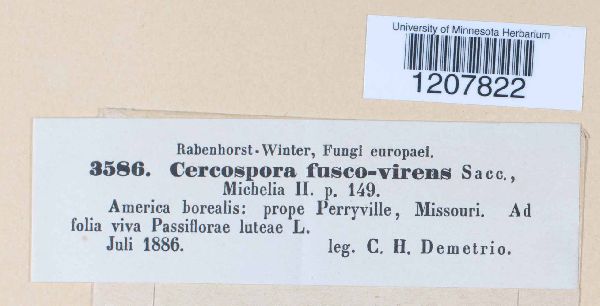 University of Minnesota Herbarium
1207822
Rabenhorst-Winter, Fungi europaei.
3586. Cercospora fusco-virens Sacc.,
Michelia II. p. 149.
America borealis: prope Perryville, Missouri. Ad
folia viva Passiflorae luteae L.
Juli 1886. leg. C. H. Demetrio.